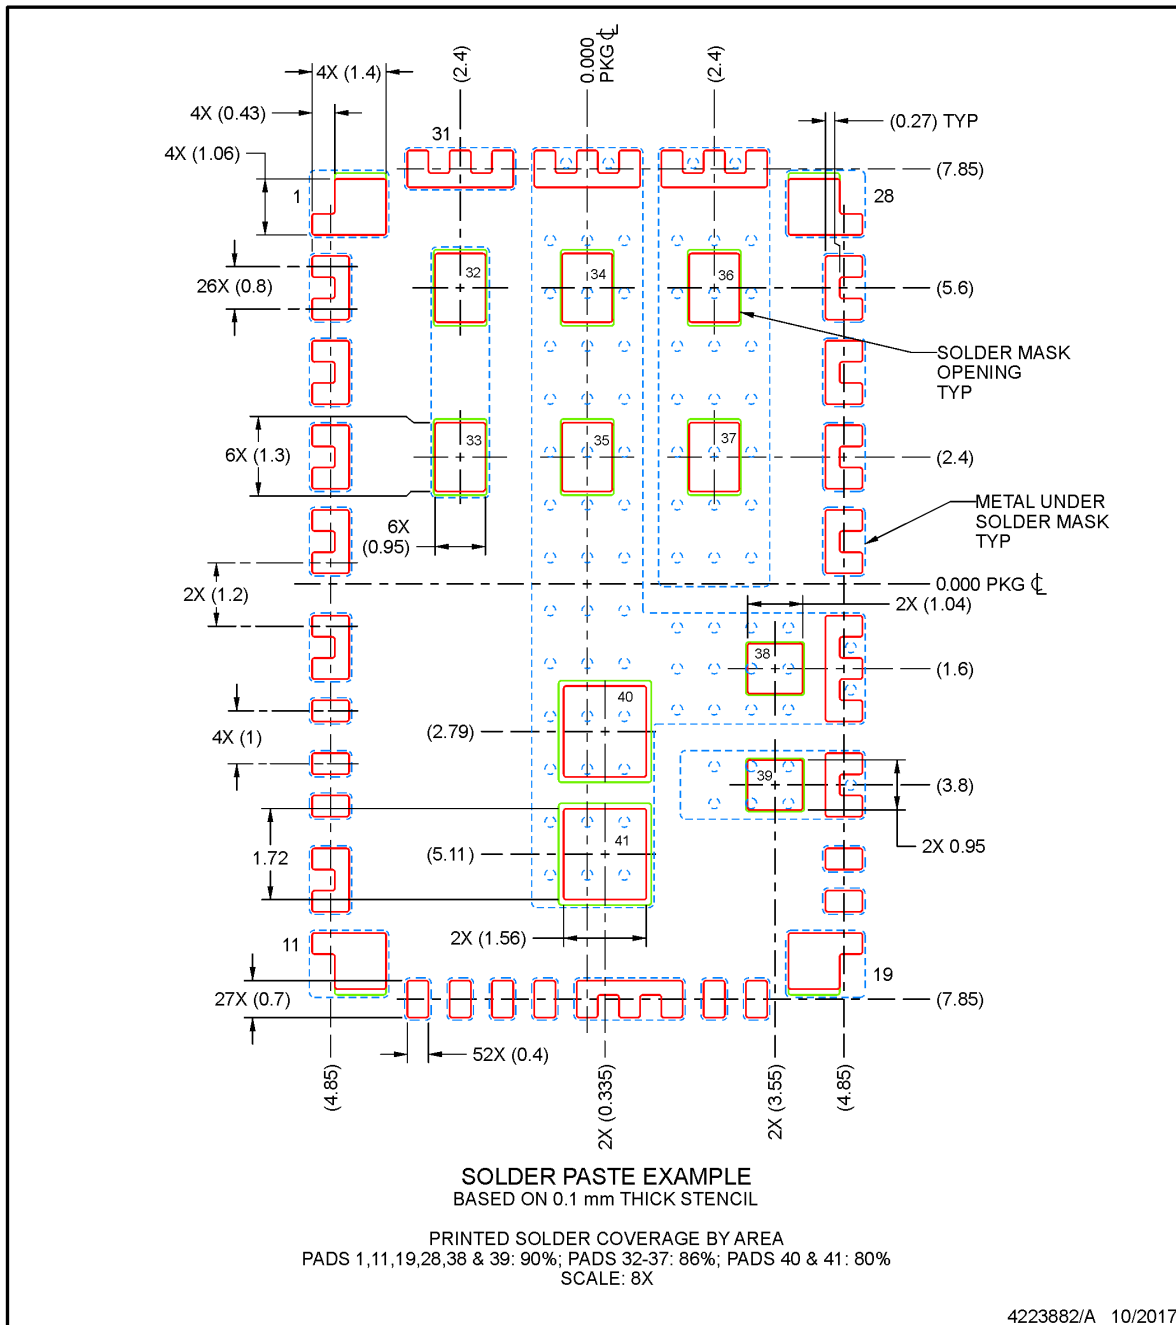 (2.4)
0.000
PKG ℄
(2.4)
4X (1.4)
4X (0.43)
(0.27) TYP
31
4X (1.06)
(7.85)
1
28
32
34
36
26X (0.8)
(5.6)
SOLDER MASK
OPENING
TYP
33
35
37
6X (1.3)
(2.4)
METAL UNDER
SOLDER MASK
TYP
6X
(0.95)
0.000 PKG ℄
2X (1.2)
2X (1.04)
38
(1.6)
40
4X (1)
(2.79)
39
(3.8)
41
1.72
(5.11)
2X 0.95
2X (1.56)
11
19
27X (0.7)
(7.85)
52X (0.4)
(4.85)
2X (0.335)
2X (3.55)
(4.85)
SOLDER PASTE EXAMPLE
BASED ON 0.1 mm THICK STENCIL
PRINTED SOLDER COVERAGE BY AREA
PADS 1,11,19,28,38 & 39: 90%; PADS 32-37: 86%; PADS 40 & 41: 80%
SCALE: 8X
4223882/A 10/2017